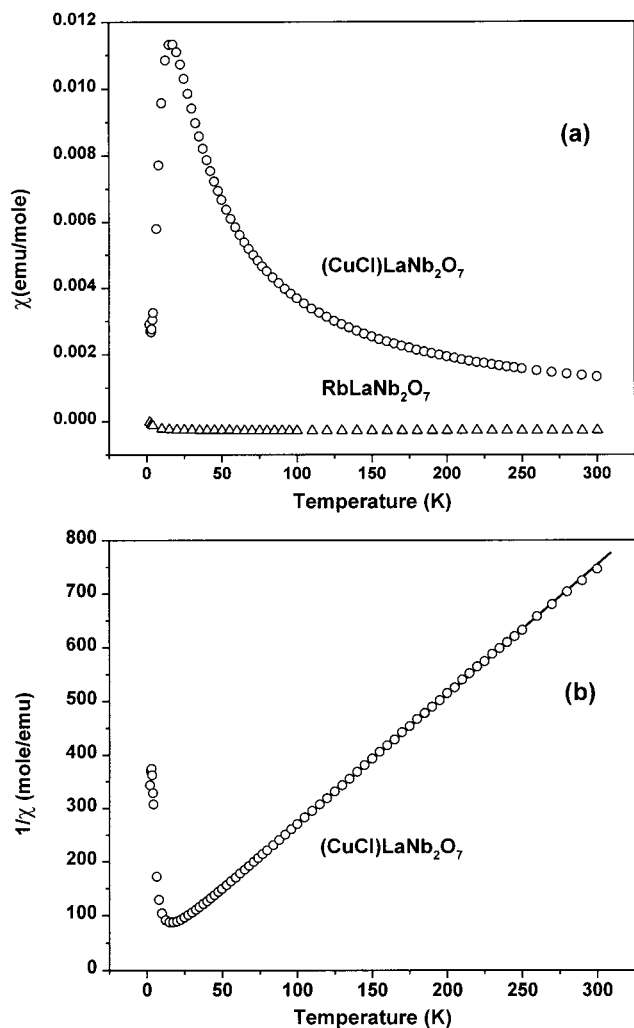 0.012
0.010
0.008
0.006
0.004
0.002
0.000
χ(emu/mole)
(a)
(CuCl)LaNb₂O₇
RbLaNb₂O₇
0 50 100 150 200 250 300
Temperature (K)
800
700
600
500
400
300
200
100
0
1/χ (mole/emu)
(b)
(CuCl)LaNb₂O₇
0 50 100 150 200 250 300
Temperature (K)